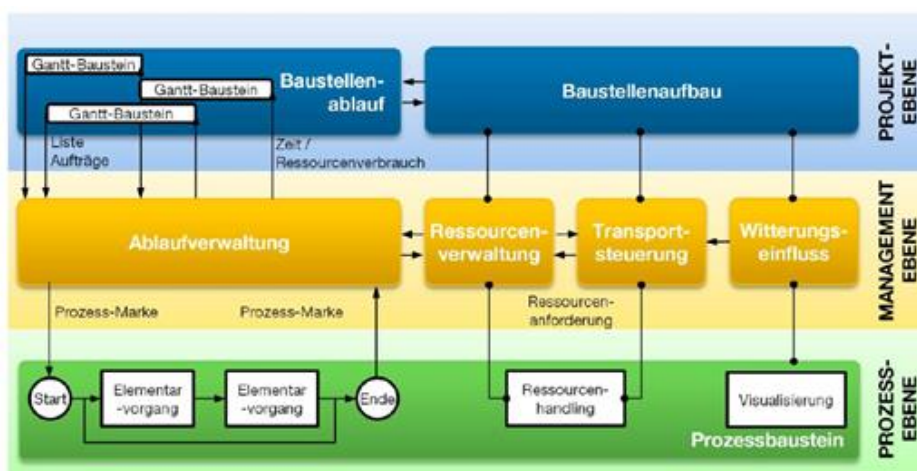 Gantt-Baustein
Gantt-Baustein
Gantt-Baustein
Baustellen-
ablauf
Baustellenaufbau
PROJEKT-
EBENE
Liste
Aufträge
Zeit /
Ressourcenverbrauch
Ablaufverwaltung
Ressourcen-
verwaltung
Transport-
steuerung
Witterungs-
einfluss
MANAGEMENT
EBENE
Prozess-Marke
Prozess-Marke
Ressourcen-
anforderung
Start
Elementar
-vorgang
Elementar
-vorgang
Ende
Ressourcen-
handling
Visualisierung
Prozessbaustein
PROZESS-
EBENE